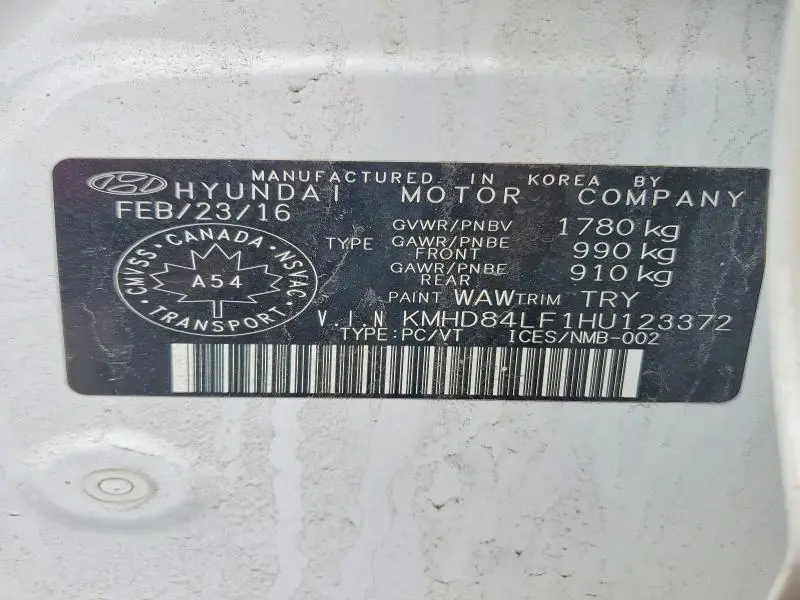 MANUFACTURED IN KOREA BY
HYUNDAI MOTOR COMPANY
FEB/23/16
GVWR/PNBV 1780 kg
TYPE GAWR/PNBE FRONT 990 kg
GAWR/PNBE REAR 910 kg
CANADA
CMVSS · NSVAC
A54
TRANSPORT
PAINT WAW TRIM TRY
V I N KMHD84LF1HU123372
TYPE:PC/VT ICES/NMB-002